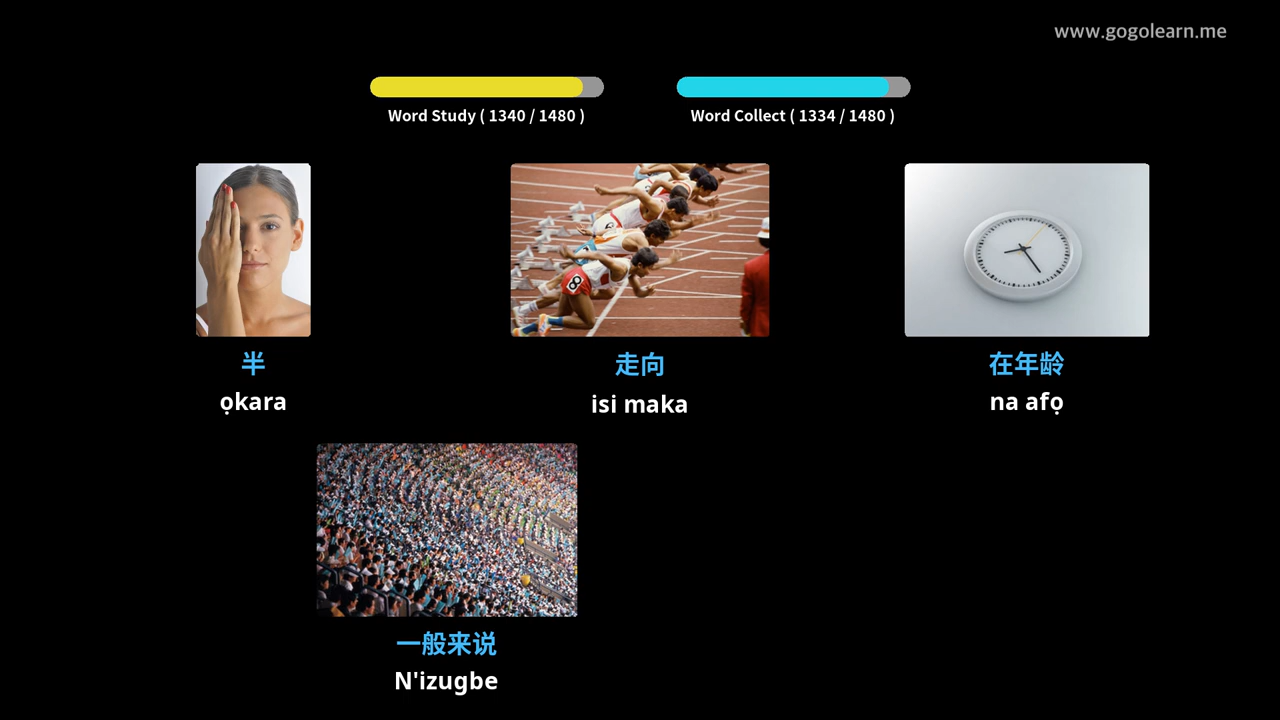 www.gogolearn.me
Word Study ( 1340 / 1480 )
Word Collect ( 1334 / 1480 )
半
ọkara
走向
isi maka
在年龄
na afọ
8
一般来说
N'izugbe